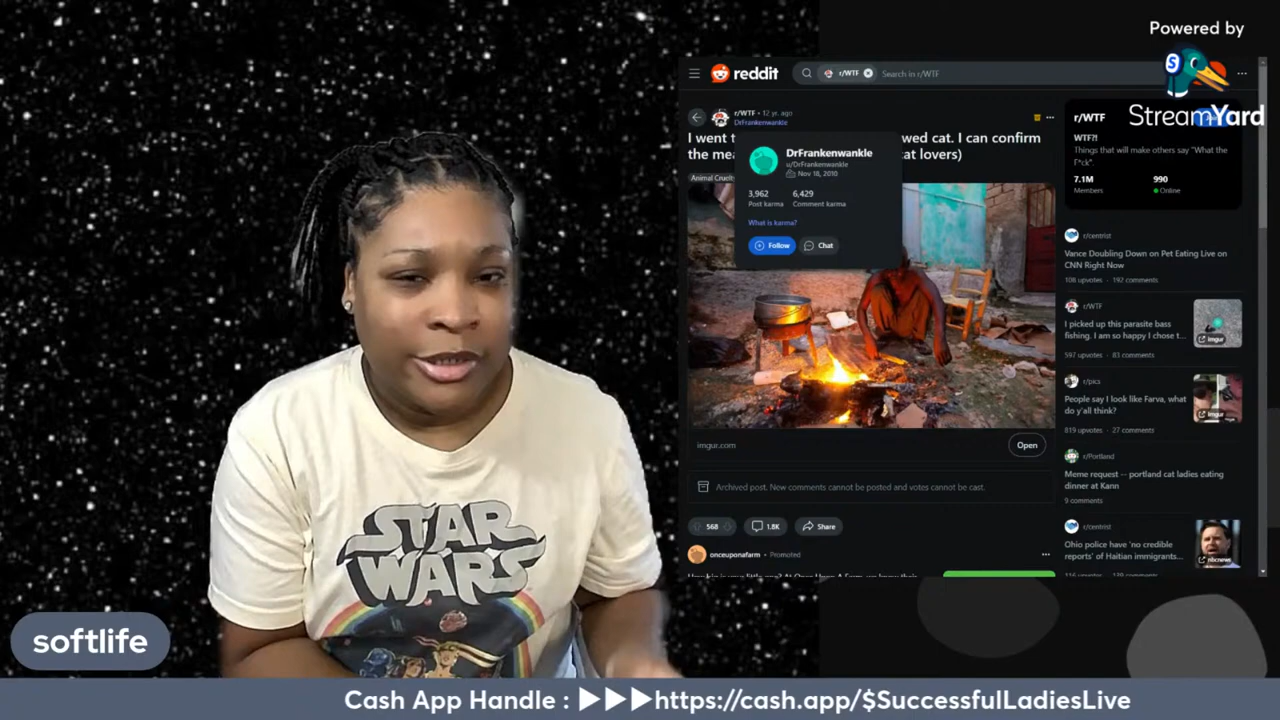 Powered by
StreamYard
reddit
r/WTF
Search in r/WTF
r/WTF • 12 yr. ago
DrFrankenwankle
I went t
wed cat. I can confirm
the mea
at lovers)
Animal Cruelt
DrFrankenwankle
u/DrFrankenwankle
Nov 18, 2010
3,962
6,429
Post karma
Comment karma
What is karma?
Follow
Chat
imgur.com
Open
Archived post. New comments cannot be posted and votes cannot be cast.
568
1.8K
Share
onceuponafarm • Promoted
r/WTF
WTF?!
Things that will make others say "What the
F*ck".
7.1M
990
Members
Online
r/centrist
Vance Doubling Down on Pet Eating Live on
CNN Right Now
108 upvotes • 192 comments
r/WTF
I picked up this parasite bass
fishing. I am so happy I chose t...
Imgur
597 upvotes • 83 comments
r/pics
People say I look like Farva, what
do y'all think?
Imgur
819 upvotes • 27 comments
r/Portland
Meme request -- portland cat ladies eating
dinner at Kann
9 comments
r/centrist
Ohio police have 'no credible
reports' of Haitian immigrants...
nbcnews
STAR
WARS
softlife
Cash App Handle : ▶▶▶https://cash.app/$SuccessfulLadiesLive